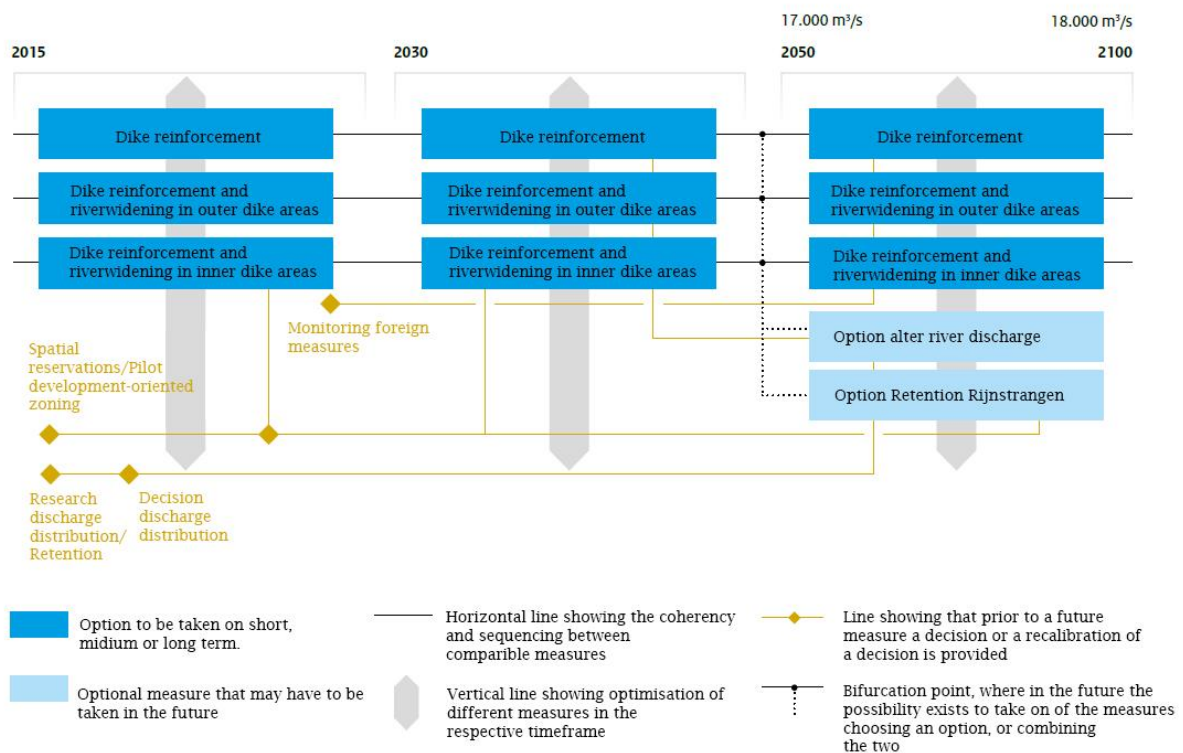 17.000 m³/s
18.000 m³/s
2015
2030
2050
2100
Dike reinforcement
Dike reinforcement
Dike reinforcement
Dike reinforcement and
riverwidening in outer dike areas
Dike reinforcement and
riverwidening in outer dike areas
Dike reinforcement and
riverwidening in outer dike areas
Dike reinforcement and
riverwidening in inner dike areas
Dike reinforcement and
riverwidening in inner dike areas
Dike reinforcement and
riverwidening in inner dike areas
Monitoring foreign
measures
Option alter river discharge
Spatial
reservations/Pilot
development-oriented
zoning
Option Retention Rijnstrangen
Research
discharge
distribution/
Retention
Decision
discharge
distribution
Option to be taken on short,
midium or long term.
Optional measure that may have to be
taken in the future
Horizontal line showing the coherency
and sequencing between
comparible measures
Vertical line showing optimisation of
different measures in the
respective timeframe
Line showing that prior to a future
measure a decision or a recalibration of
a decision is provided
Bifurcation point, where in the future the
possibility exists to take on of the measures
choosing an option, or combining
the two